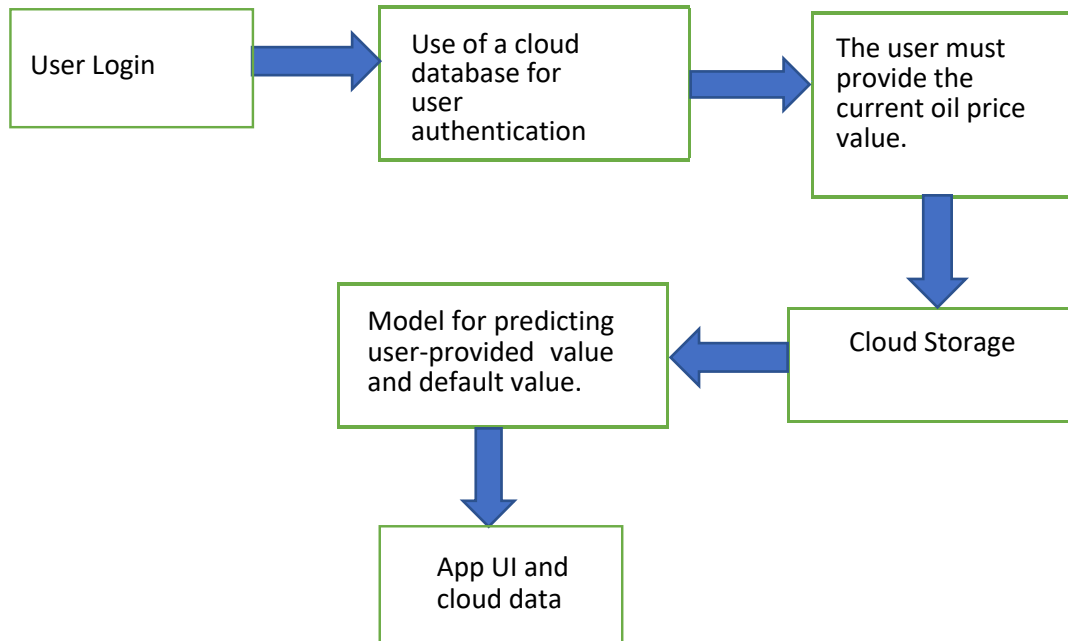 User Login
Use of a cloud
database for
user
authentication
The user must
provide the
current oil price
value.
Cloud Storage
Model for predicting
user-provided value
and default value.
App UI and
cloud data